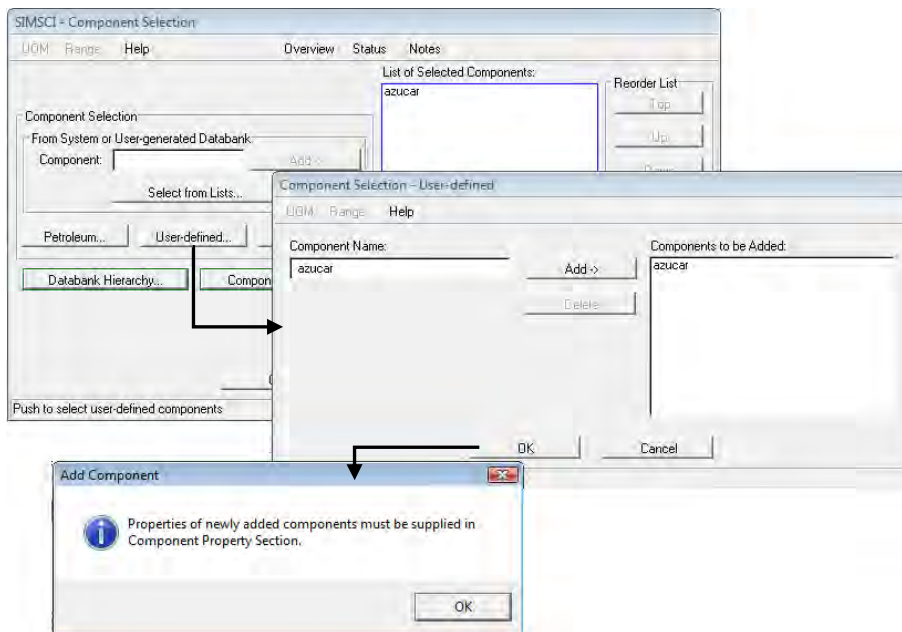 SIMSCI - Component Selection
UOM Range Help Overview Status Notes
List of Selected Components:
azucar
Reorder List
Top
Up
Down
Component Selection
From System or User-generated Databank
Component:
Add ->
Select from Lists...
Petroleum...
User-defined...
Databank Hierarchy...
Compon
Push to select user-defined components
Component Selection - User-defined
UOM Range Help
Component Name:
azucar
Add ->
Delete
Components to be Added:
azucar
OK
Cancel
Add Component
Properties of newly added components must be supplied in
Component Property Section.
OK